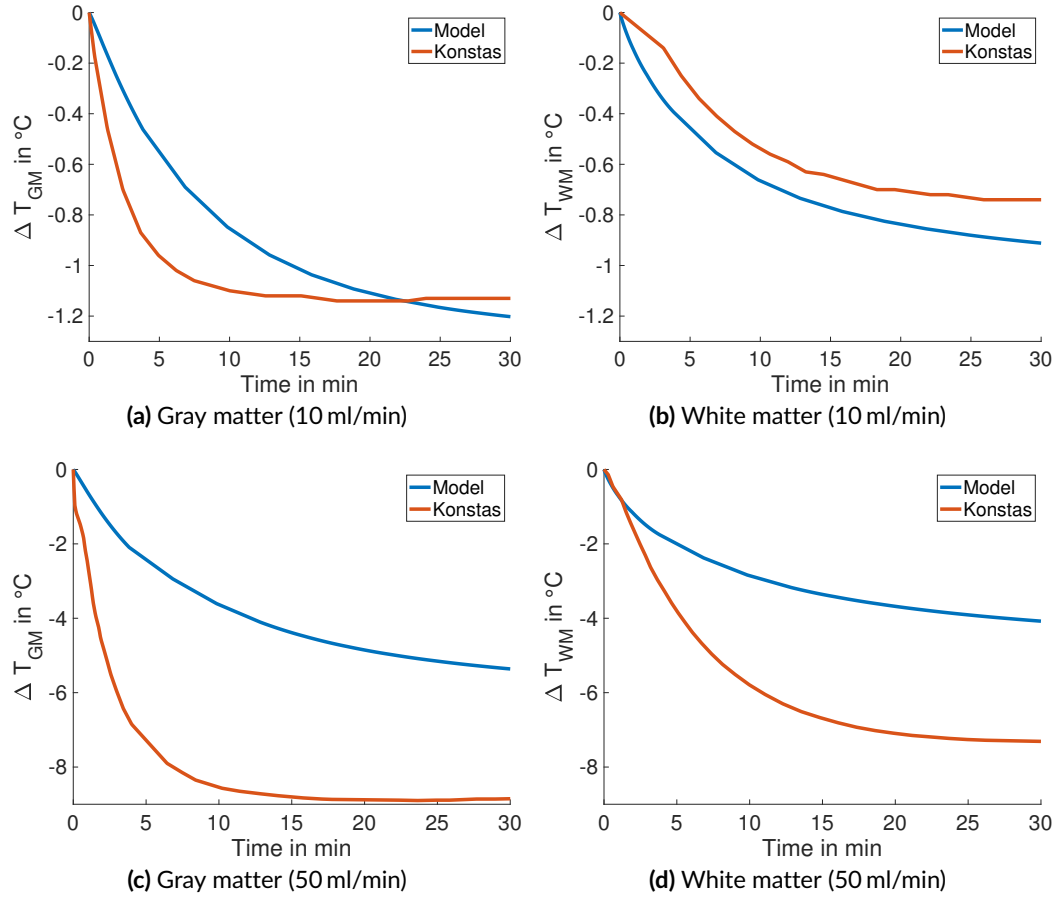 0
-0.2
-0.4
-0.6
-0.8
-1
-1.2
Δ T_GM in °C
Model
Konstas
0 5 10 15 20 25 30
Time in min
(a) Gray matter (10 ml/min)
0
-0.2
-0.4
-0.6
-0.8
-1
-1.2
Δ T_WM in °C
Model
Konstas
0 5 10 15 20 25 30
Time in min
(b) White matter (10 ml/min)
0
-2
-4
-6
-8
Δ T_GM in °C
Model
Konstas
0 5 10 15 20 25 30
Time in min
(c) Gray matter (50 ml/min)
0
-2
-4
-6
-8
Δ T_WM in °C
Model
Konstas
0 5 10 15 20 25 30
Time in min
(d) White matter (50 ml/min)